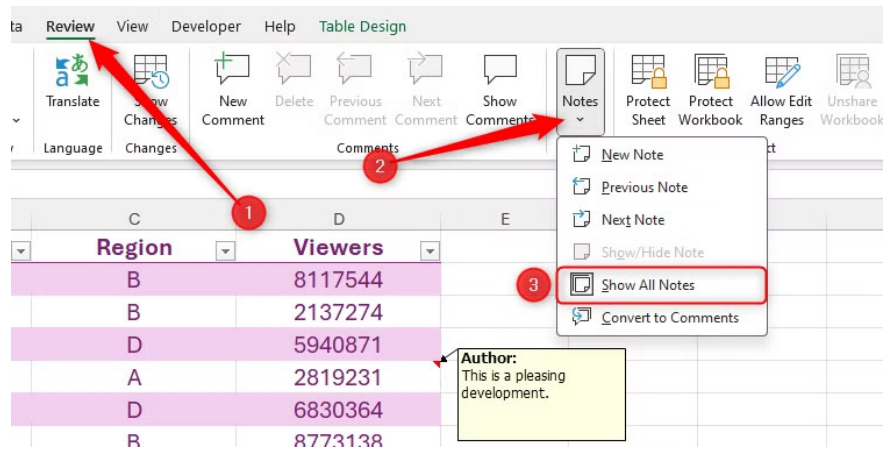 ta Review View Developer Help Table Design
Translate Show Changes New Comment Delete Previous Comment Next Comment Show Comments Notes Protect Sheet Protect Workbook Allow Edit Ranges Unshare Workbook
Language Changes Comments ct
New Note
Previous Note
Next Note
Show/Hide Note
Show All Notes
Convert to Comments
1
2
3
C D E
Region Viewers
B 8117544
B 2137274
D 5940871
A 2819231
D 6830364
B 8773138
Author:
This is a pleasing
development.